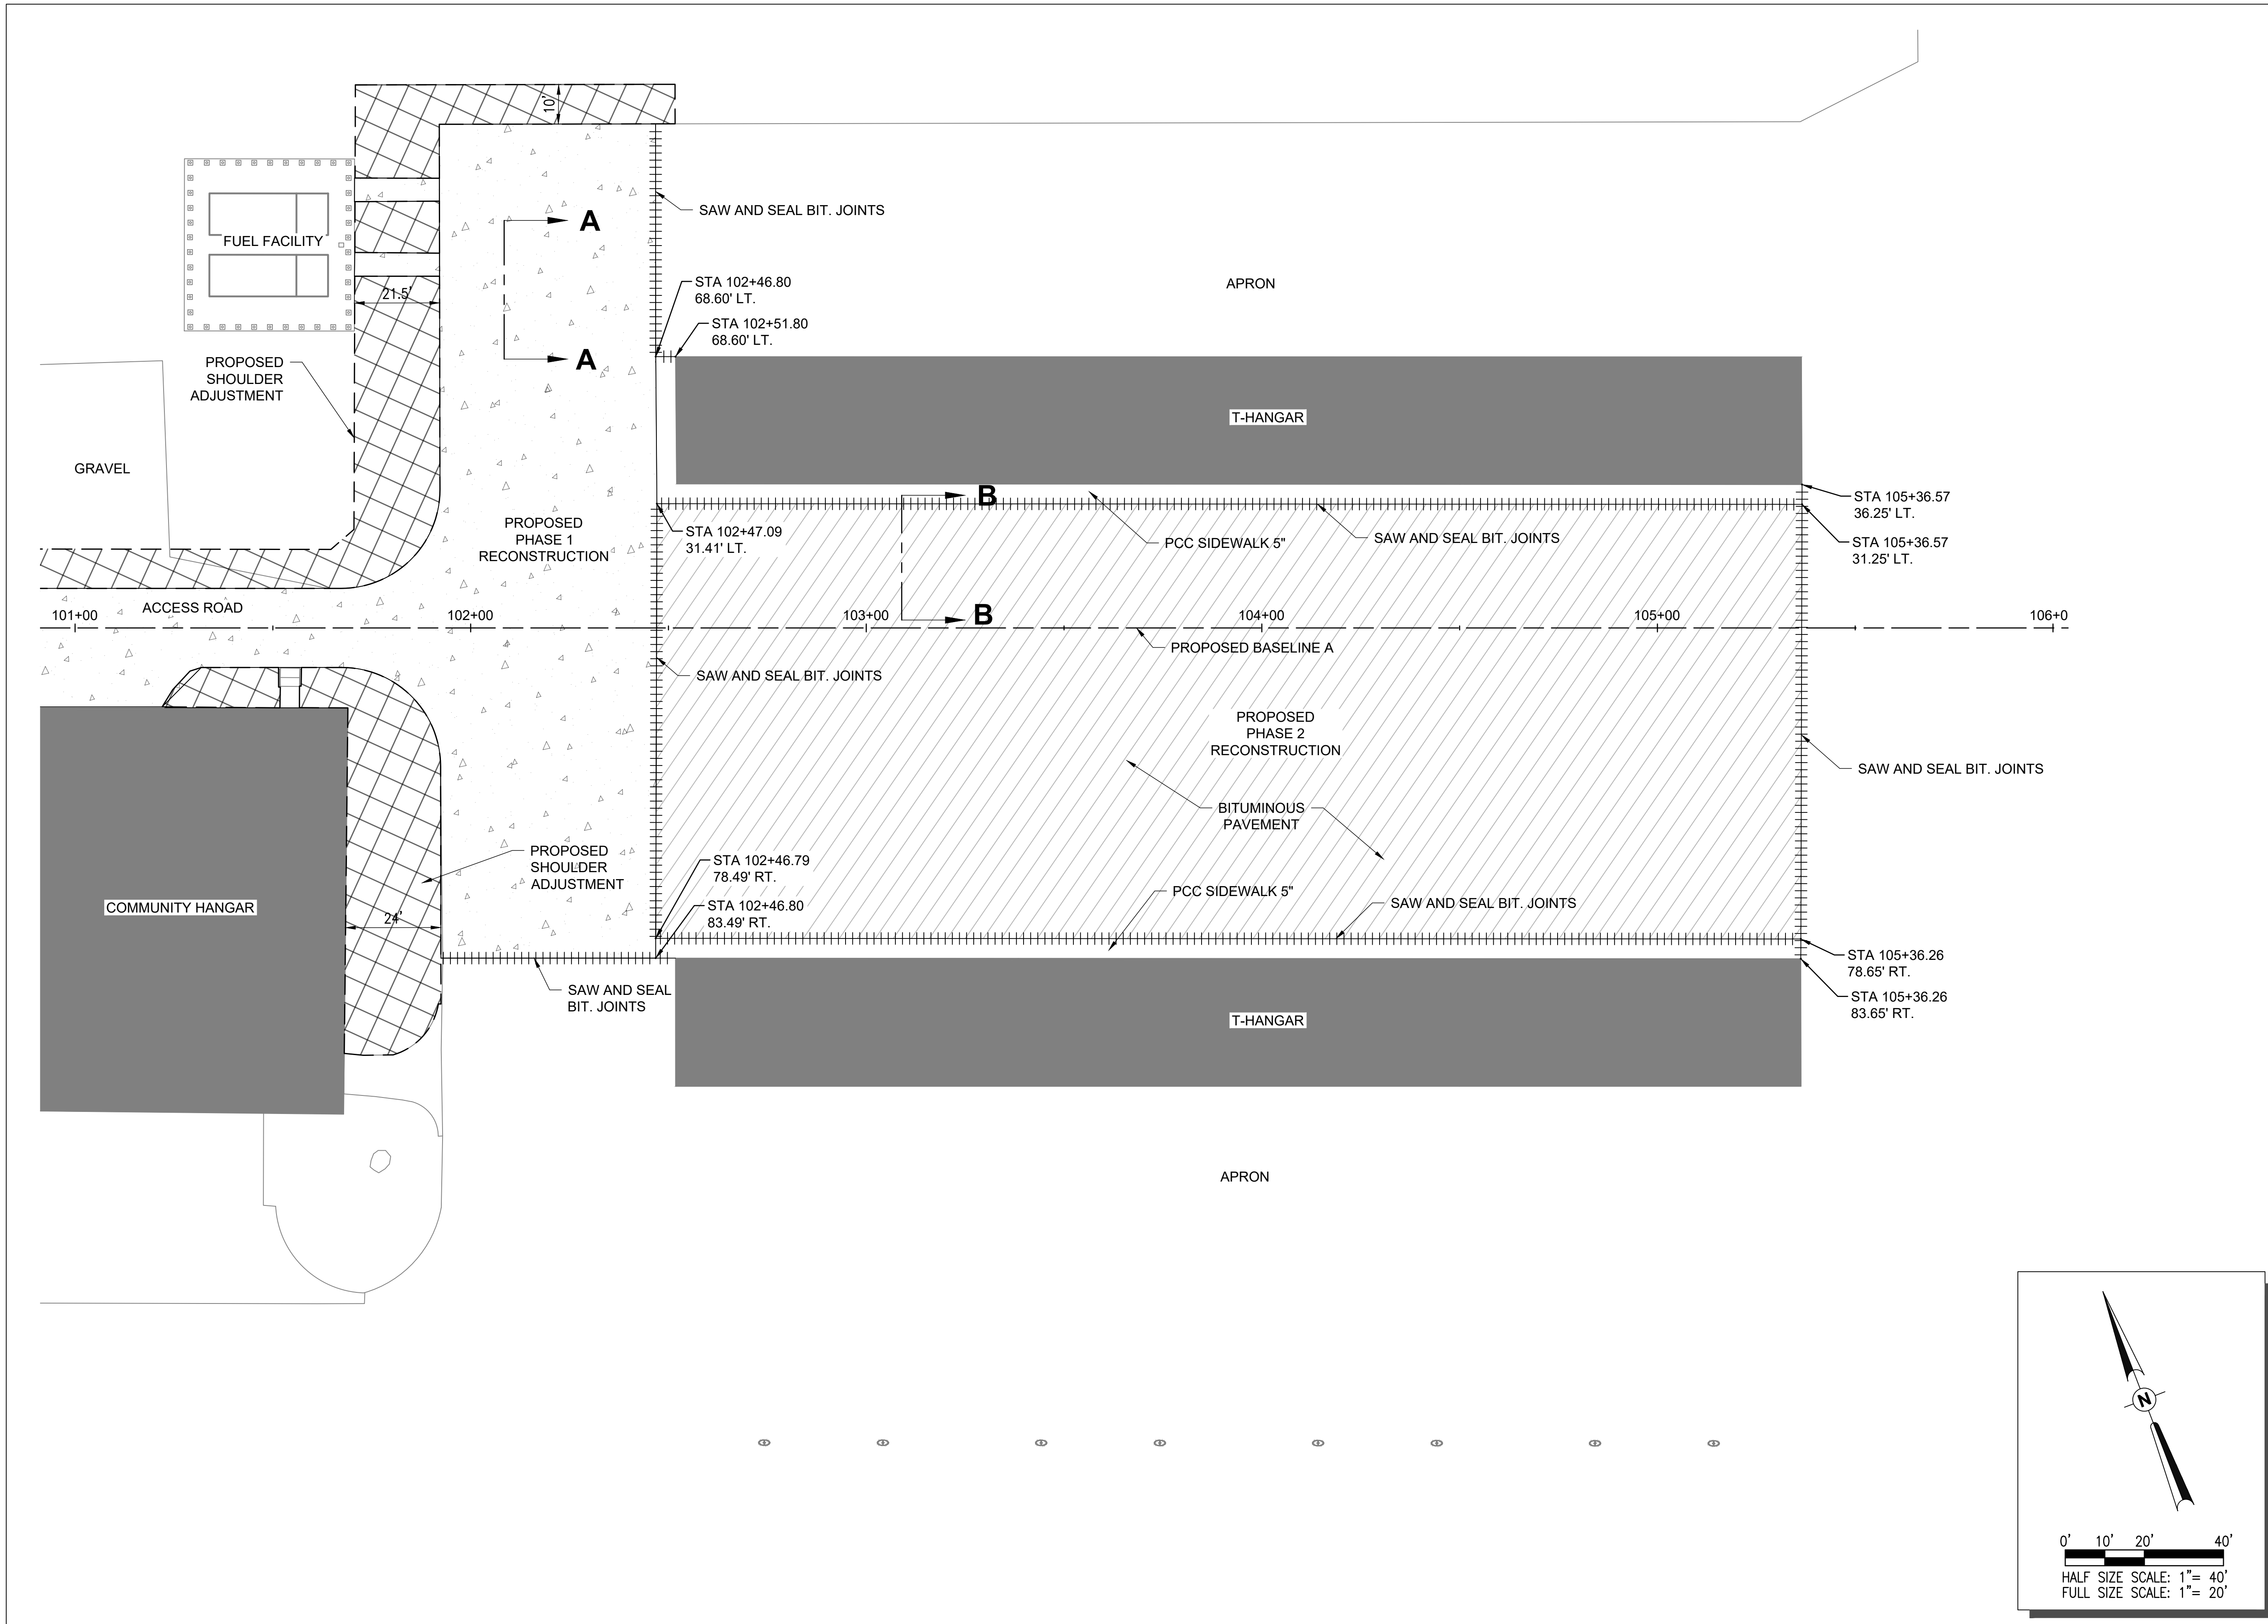 10'
SAW AND SEAL BIT. JOINTS
A
FUEL FACILITY
STA 102+46.80
68.60' LT.
APRON
21.5'
STA 102+51.80
68.60' LT.
PROPOSED
SHOULDER
ADJUSTMENT
A
T-HANGAR
GRAVEL
B
STA 105+36.57
36.25' LT.
PROPOSED
PHASE 1
RECONSTRUCTION
STA 102+47.09
31.41' LT.
PCC SIDEWALK 5"
SAW AND SEAL BIT. JOINTS
STA 105+36.57
31.25' LT.
ACCESS ROAD
101+00
102+00
103+00
B
104+00
105+00
106+0
PROPOSED BASELINE A
SAW AND SEAL BIT. JOINTS
PROPOSED
PHASE 2
RECONSTRUCTION
SAW AND SEAL BIT. JOINTS
BITUMINOUS
PAVEMENT
PROPOSED
SHOULDER
ADJUSTMENT
STA 102+46.79
78.49' RT.
PCC SIDEWALK 5"
SAW AND SEAL BIT. JOINTS
COMMUNITY HANGAR
24'
STA 102+46.80
83.49' RT.
STA 105+36.26
78.65' RT.
SAW AND SEAL
BIT. JOINTS
STA 105+36.26
83.65' RT.
T-HANGAR
APRON
N
0' 10' 20' 40'
HALF SIZE SCALE: 1"= 40'
FULL SIZE SCALE: 1"= 20'